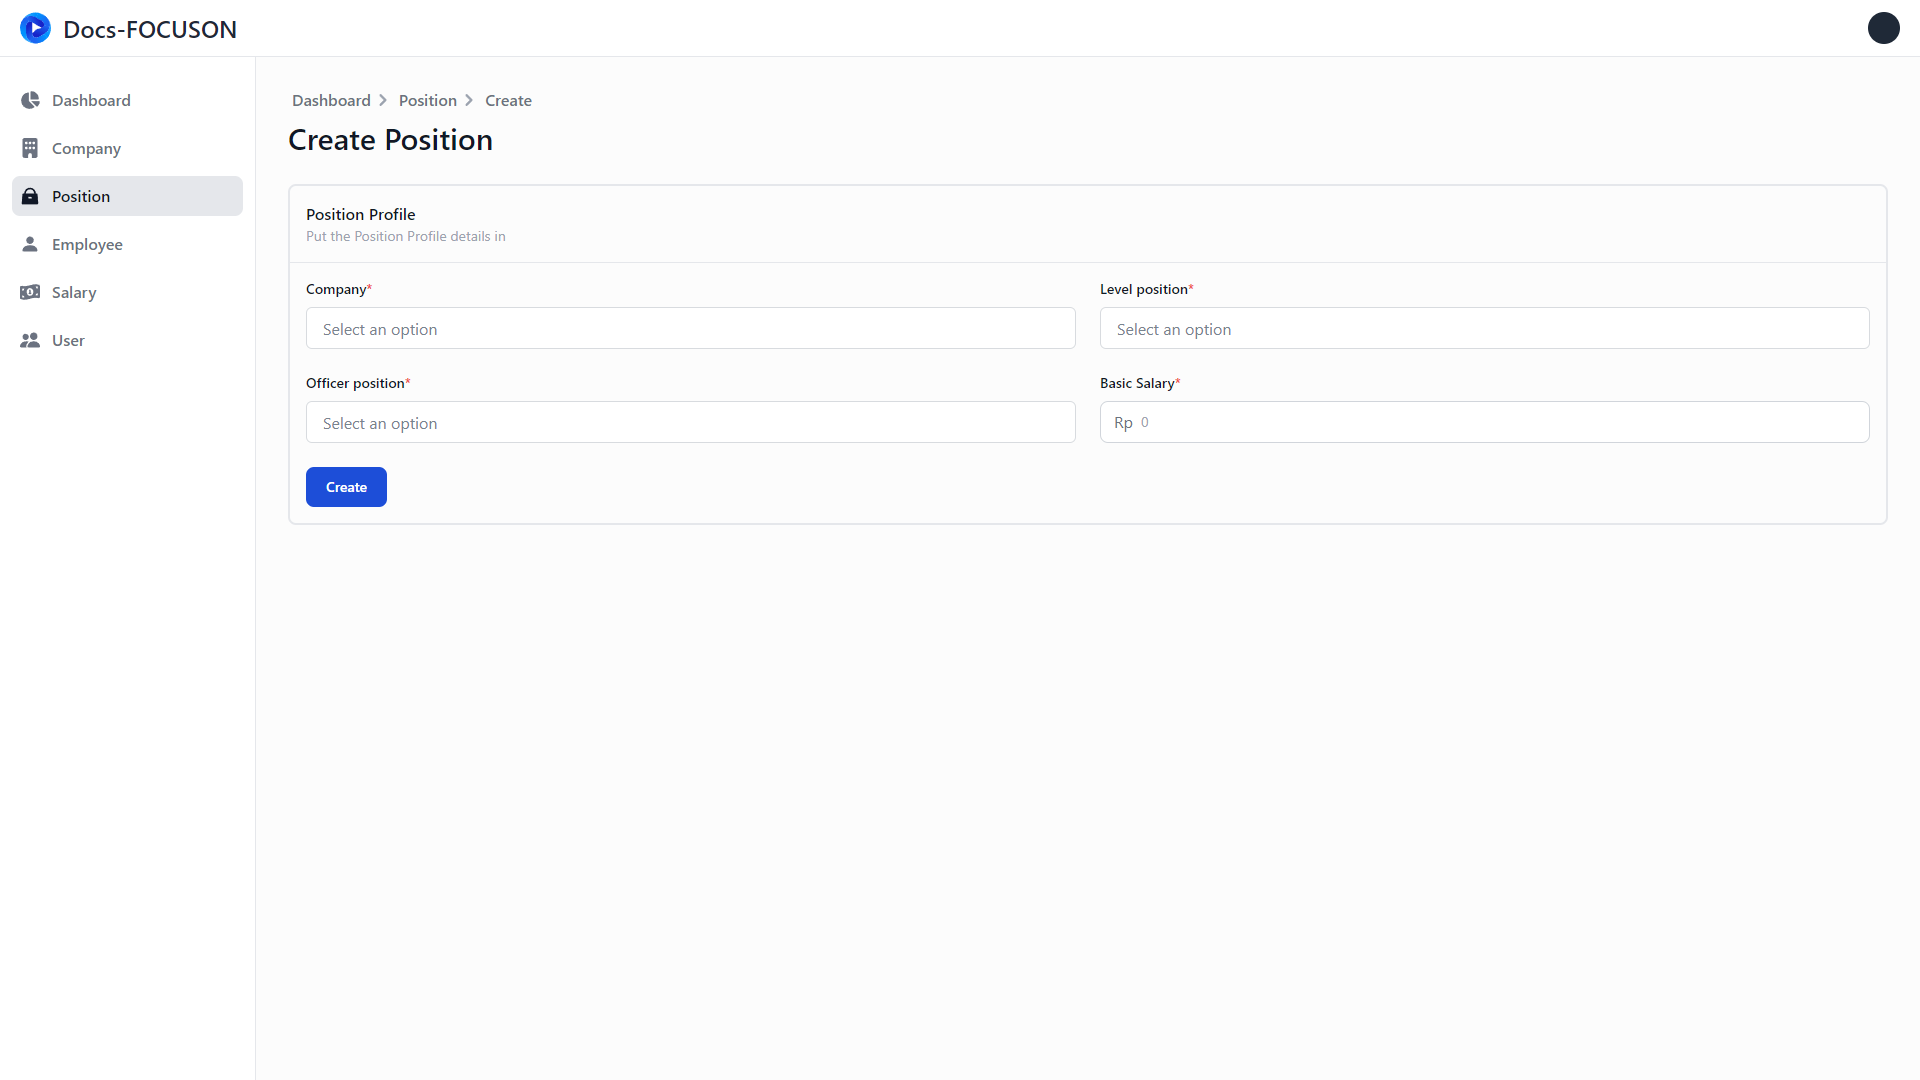 Docs-FOCUSON
Dashboard
Company
Position
Employee
Salary
User
Dashboard Position Create
Create Position
Position Profile
Put the Position Profile details in
Company* Level position*
Select an option Select an option
Officer position* Basic Salary*
Select an option Rp 0
Create